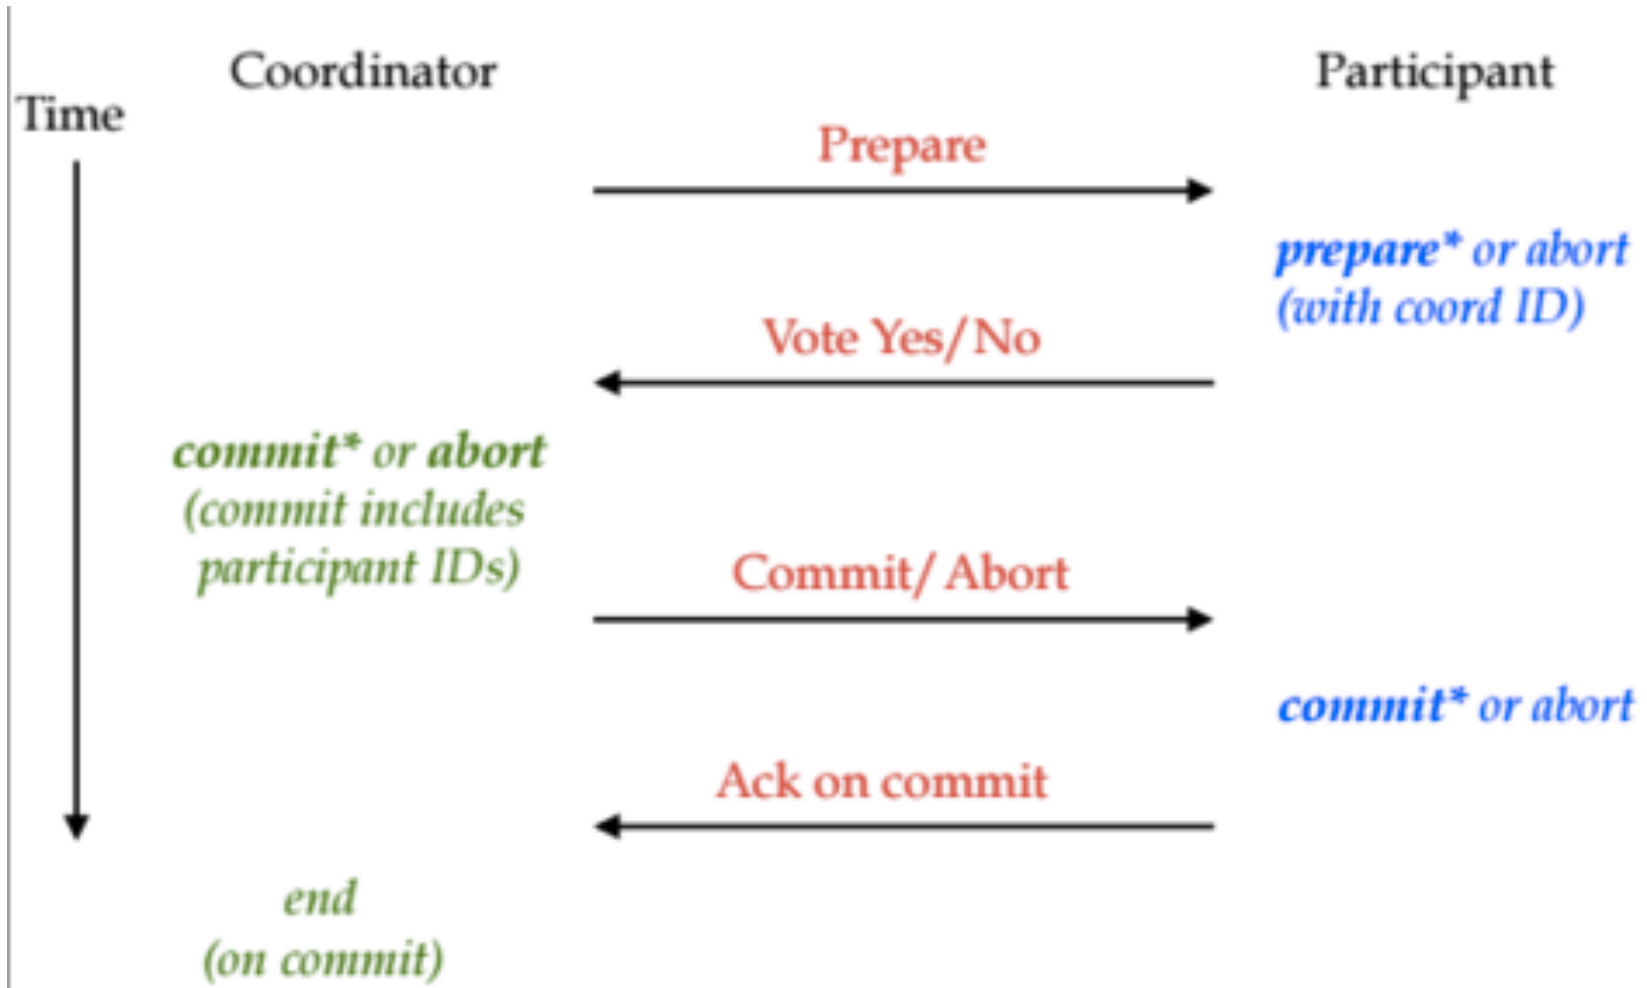 Coordinator
Participant
Time
Prepare
prepare* or abort
(with coord ID)
Vote Yes/No
commit* or abort
(commit includes
participant IDs)
Commit/Abort
commit* or abort
Ack on commit
end
(on commit)